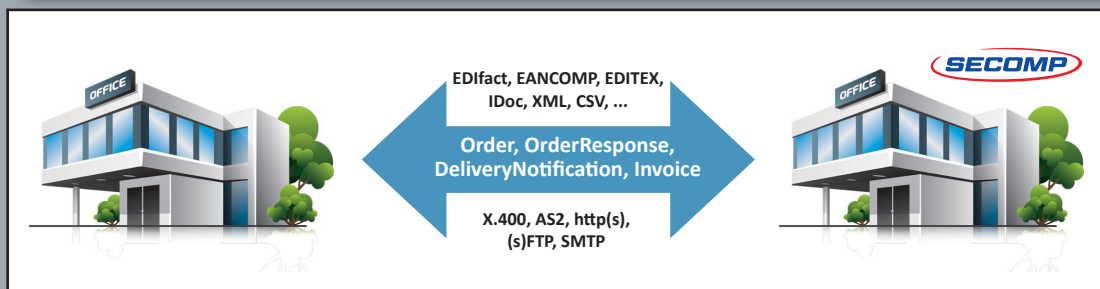 OFFICE
EDIfact, EANCOMP, EDITEX,
IDoc, XML, CSV, ...
Order, OrderResponse,
DeliveryNotification, Invoice
X.400, AS2, http(s),
(s)FTP, SMTP
OFFICE
SECOMP